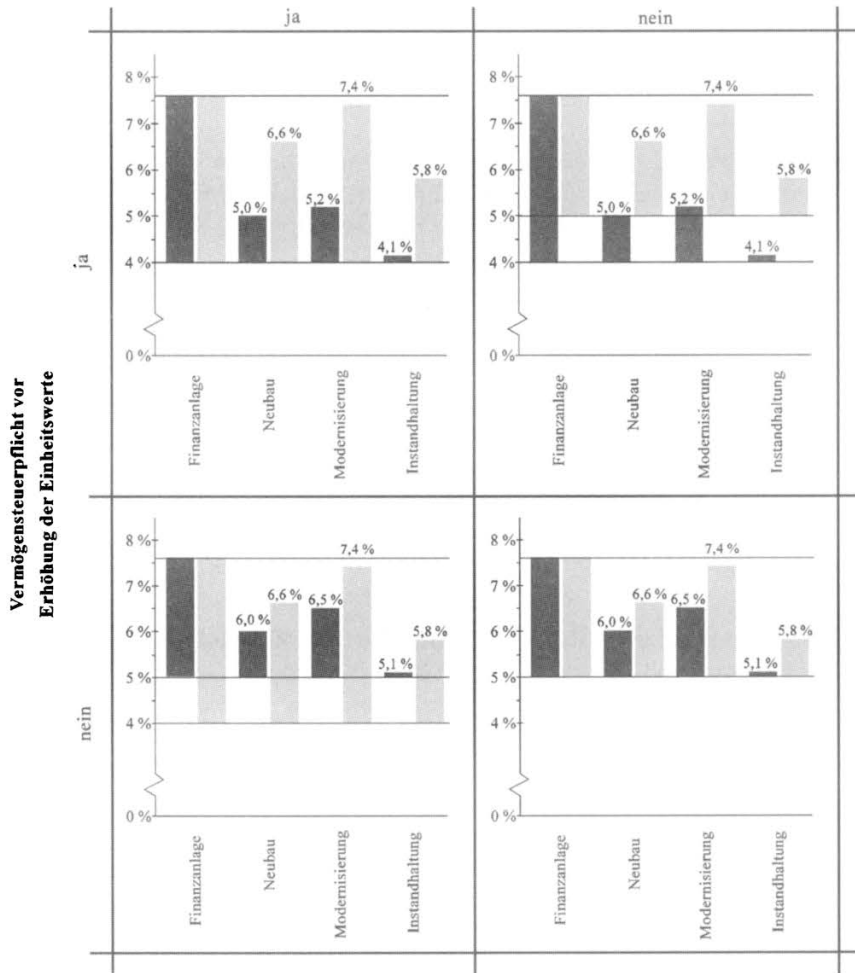 ja
nein
8 %
7,4 %
7 %
6,6 %
6 %
5,8 %
5,0 %
5,2 %
5 %
4,1 %
4 %
0 %
Finanzanlage
Neubau
Modernisierung
Instandhaltung
8 %
7,4 %
7 %
6,6 %
6 %
5,8 %
5,0 %
5,2 %
5 %
4,1 %
4 %
0 %
Finanzanlage
Neubau
Modernisierung
Instandhaltung
ja
Vermögensteuerpflicht vor
Erhöhung der Einheitswerte
nein
8 %
7,4 %
7 %
6,6 %
6,5 %
6,0 %
6 %
5,8 %
5,1 %
5 %
4 %
0 %
Finanzanlage
Neubau
Modernisierung
Instandhaltung
8 %
7,4 %
7 %
6,6 %
6,5 %
6,0 %
6 %
5,8 %
5,1 %
5 %
4 %
0 %
Finanzanlage
Neubau
Modernisierung
Instandhaltung